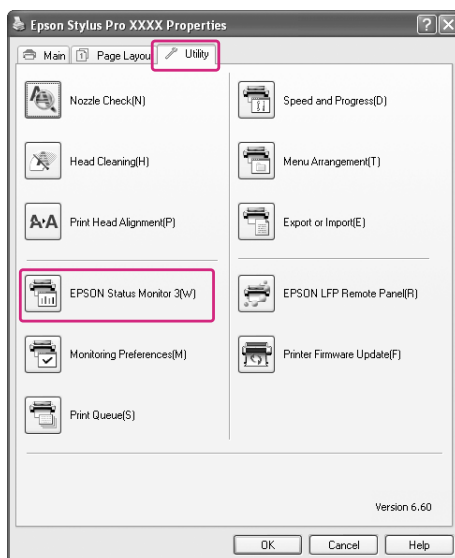 Epson Stylus Pro XXXX Properties
Main
Page Layou
Utility
Nozzle Check(N)
Head Cleaning(H)
A A
Print Head Alignment(P)
EPSON Status Monitor 3(W)
Monitoring Preferences(M)
Print Queue(S)
Speed and Progress(D)
Menu Arrangement(T)
Export or Import(E)
EPSON LFP Remote Panel(R)
Printer Firmware Update(F)
Version 6.60
OK
Cancel
Help